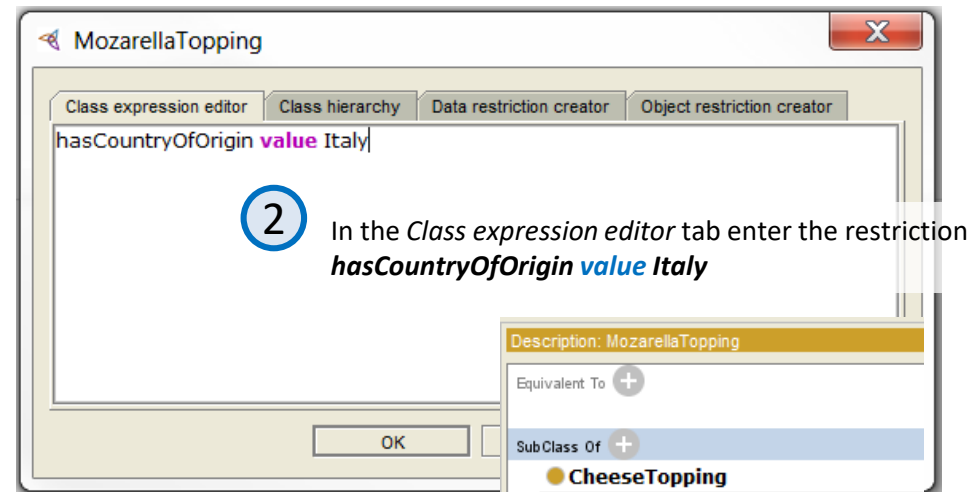 MozarellaTopping
Class expression editor Class hierarchy Data restriction creator Object restriction creator
hasCountryOfOrigin value Italy
2
In the Class expression editor tab enter the restriction
hasCountryOfOrigin value Italy
Description: MozarellaTopping
Equivalent To
OK
SubClass Of
CheeseTopping